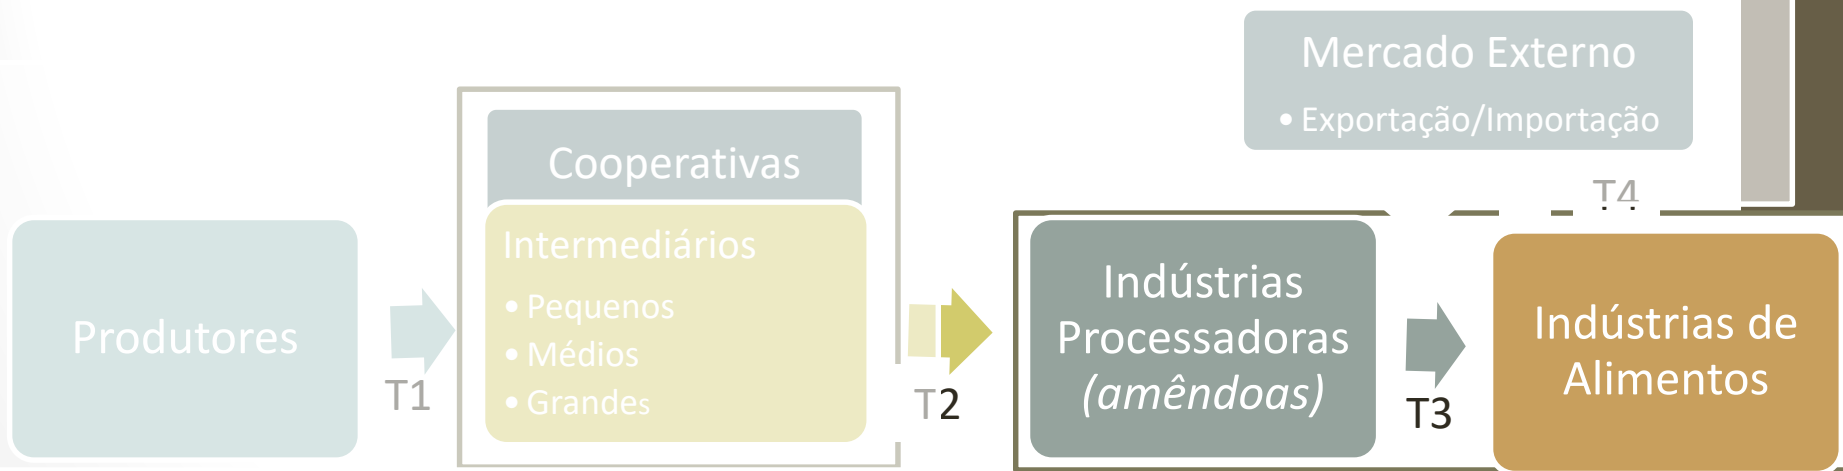 Mercado Externo
• Exportação/Importação
T4
Cooperativas
Intermediários
• Pequenos
• Médios
• Grandes
Produtores
T1
T2
Indústrias
Processadoras
(amêndoas)
T3
Indústrias de
Alimentos